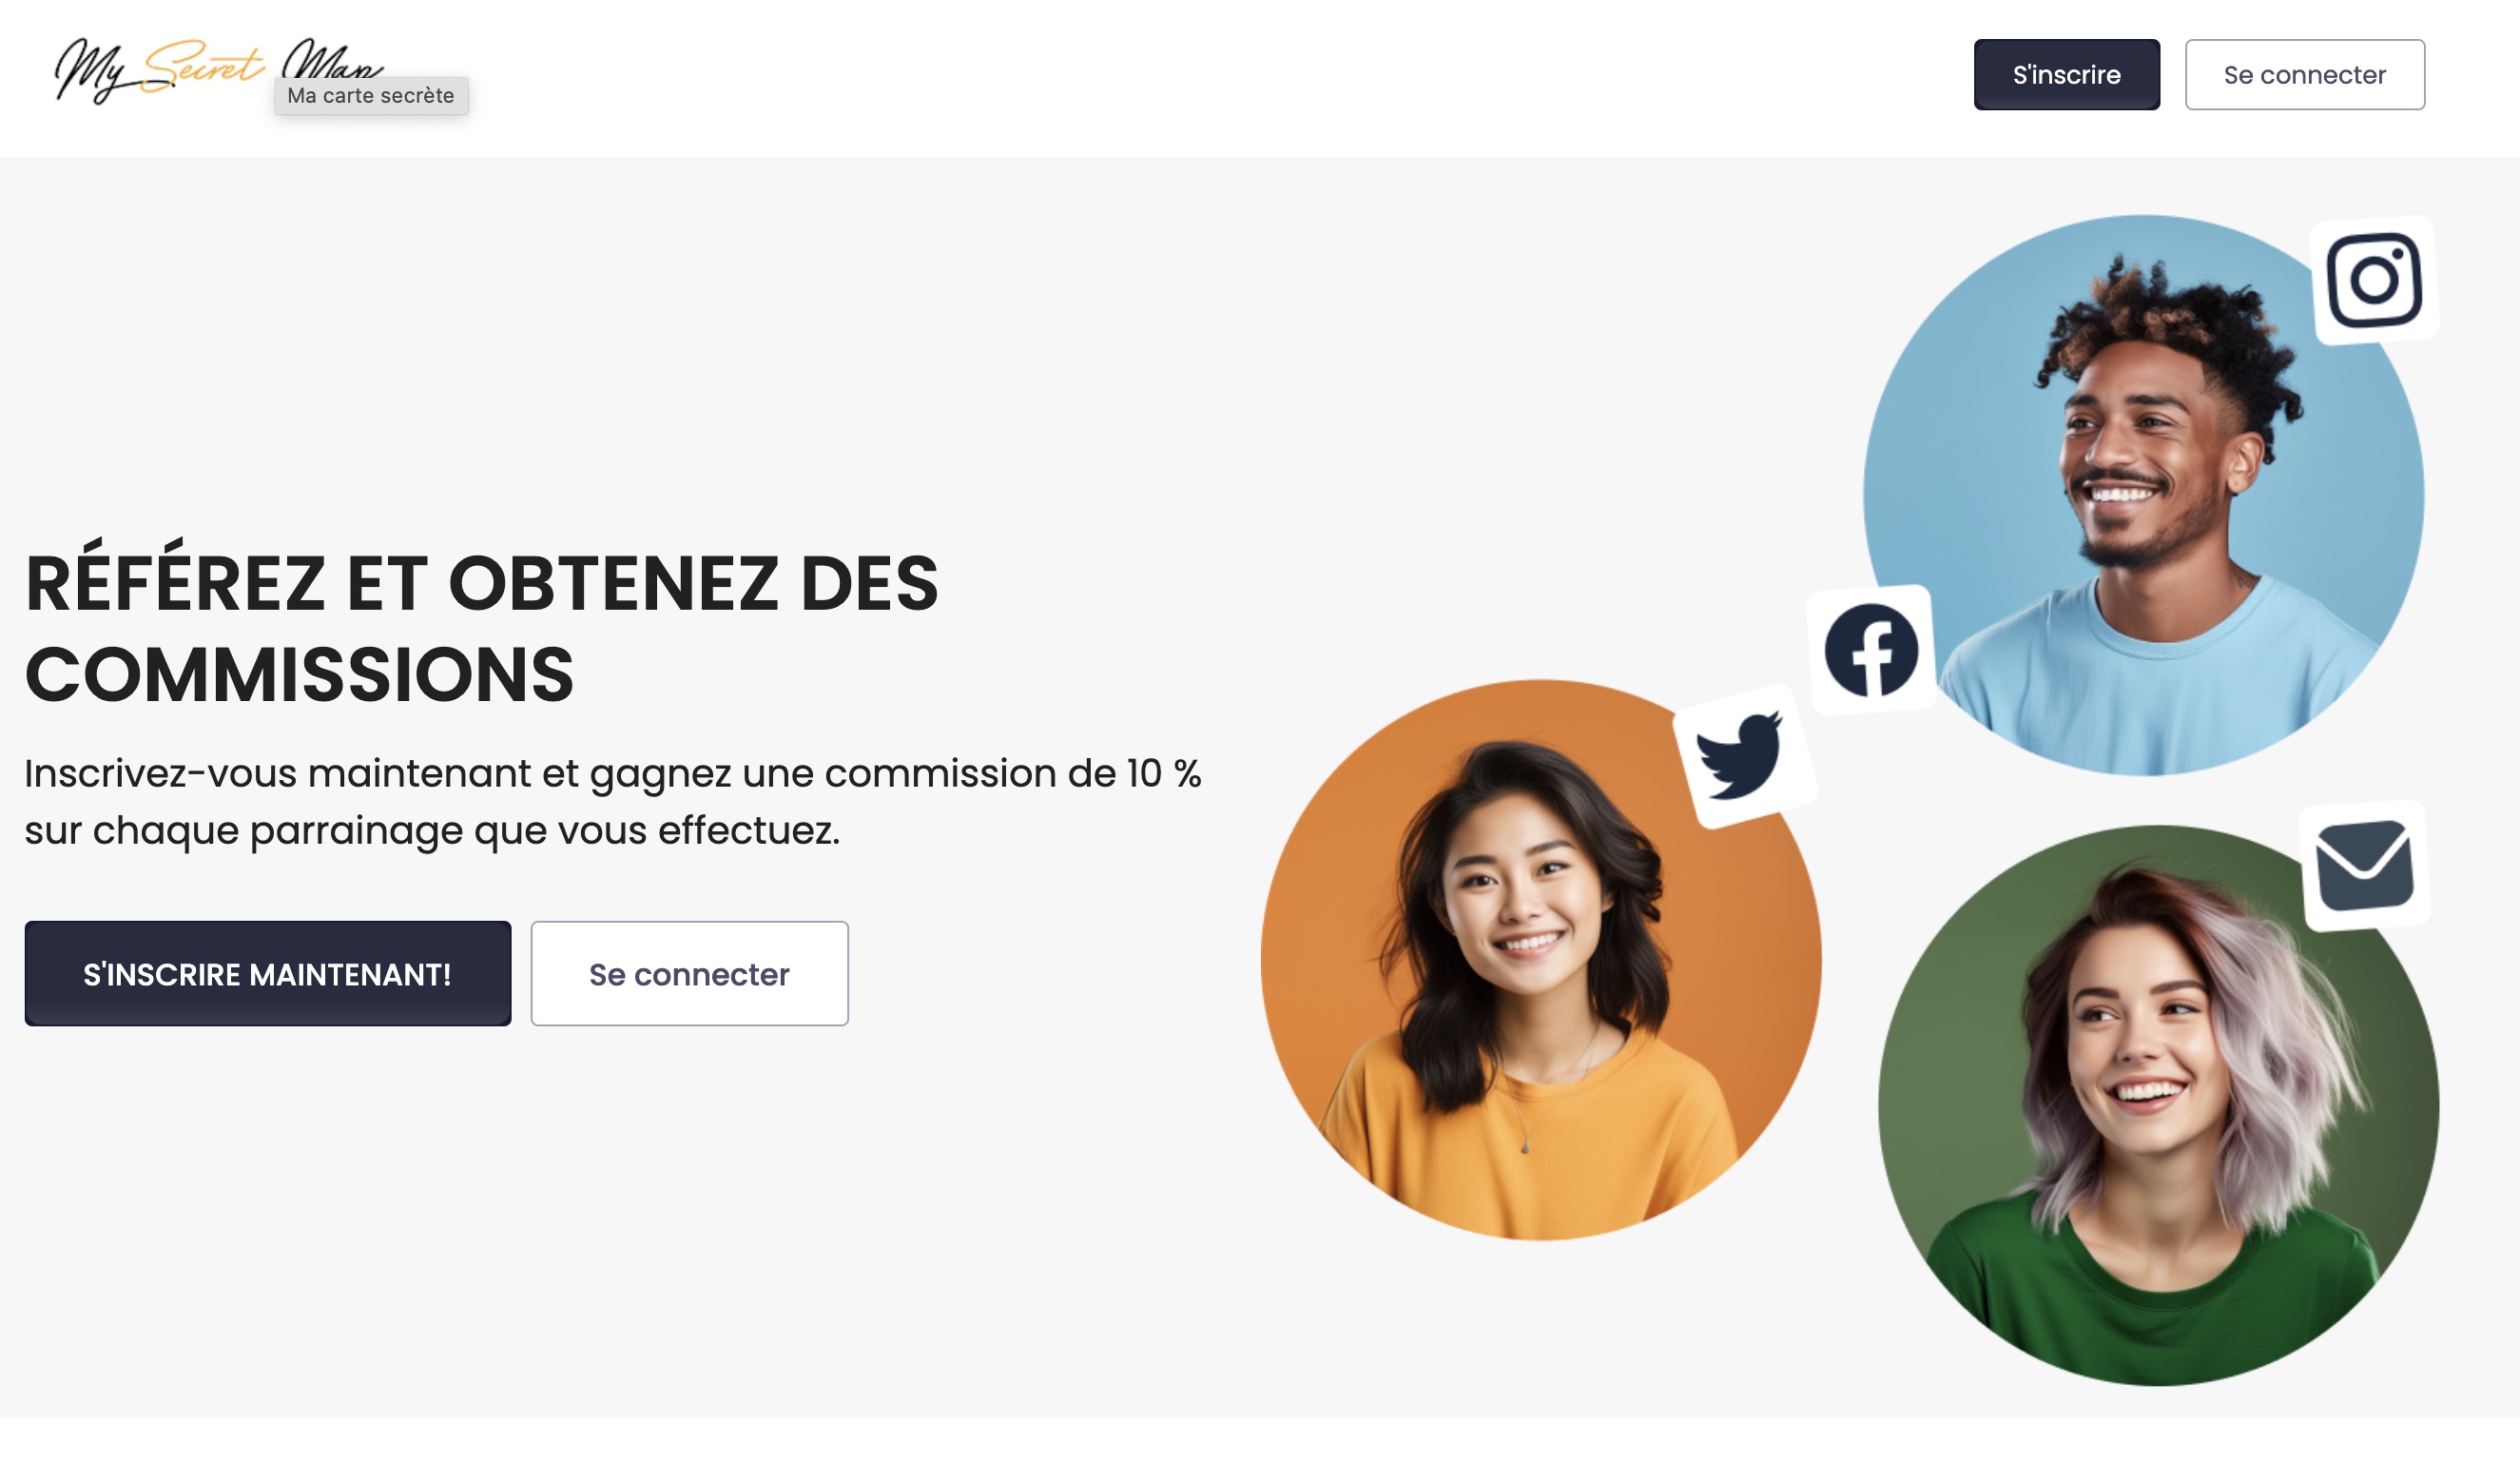 My Secret Map
Ma carte secrète
S'inscrire
Se connecter
RÉFÉREZ ET OBTENEZ DES
COMMISSIONS
Inscrivez-vous maintenant et gagnez une commission de 10 %
sur chaque parrainage que vous effectuez.
S'INSCRIRE MAINTENANT!
Se connecter